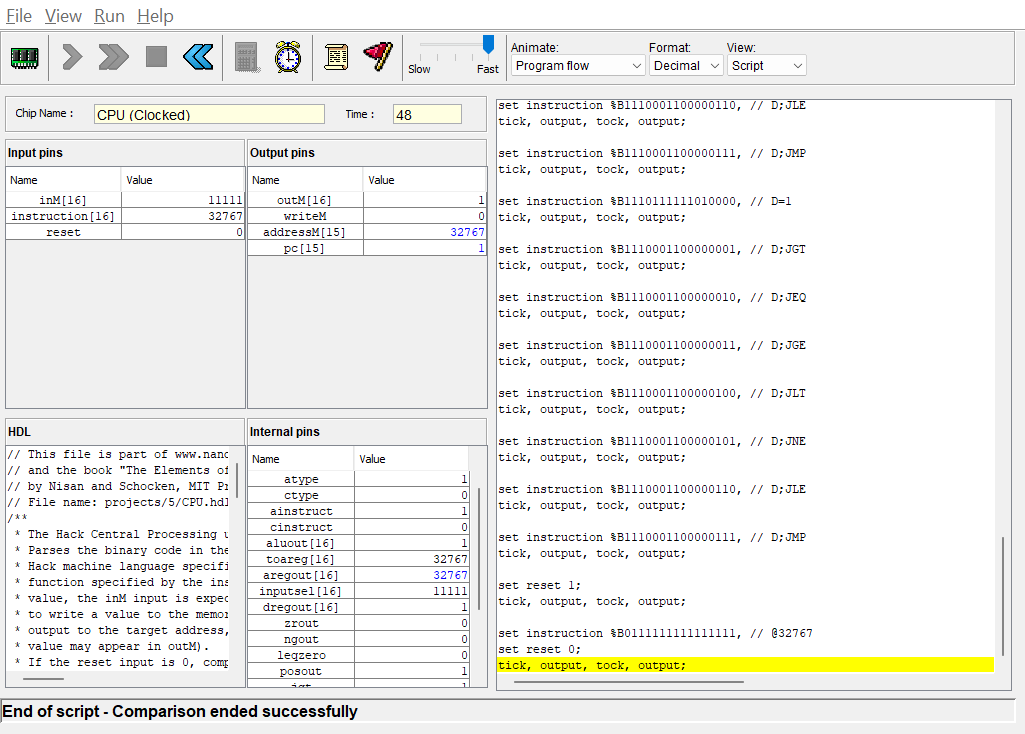 File View Run Help
Slow Fast
Animate: Format: View:
Program flow Decimal Script
Chip Name : CPU (Clocked) Time : 48
Input pins
Name Value
inM[16] 11111
instruction[16] 32767
reset 0
Output pins
Name Value
outM[16] 1
writeM 0
addressM[15] 32767
pc[15] 1
HDL
// This file is part of www.nand
// and the book "The Elements of
// by Nisan and Schocken, MIT Pr
// File name: projects/5/CPU.hdl
/**
* The Hack Central Processing u
* Parses the binary code in the
* Hack machine language specifi
* function specified by the ins
* value, the inM input is expec
* to write a value to the memor
* output to the target address,
* value may appear in outM).
* If the reset input is 0, comp
Internal pins
Name Value
atype 1
ctype 0
ainstruct 1
cinstruct 0
aluout[16] 1
toareg[16] 32767
aregout[16] 32767
inputsel[16] 11111
dregout[16] 1
zrout 0
ngout 0
leqzero 0
posout 1
set instruction %B1110001100000110, // D;JLE
tick, output, tock, output;
set instruction %B1110001100000111, // D;JMP
tick, output, tock, output;
set instruction %B1110111111010000, // D=1
tick, output, tock, output;
set instruction %B1110001100000001, // D;JGT
tick, output, tock, output;
set instruction %B1110001100000010, // D;JEQ
tick, output, tock, output;
set instruction %B1110001100000011, // D;JGE
tick, output, tock, output;
set instruction %B1110001100000100, // D;JLT
tick, output, tock, output;
set instruction %B1110001100000101, // D;JNE
tick, output, tock, output;
set instruction %B1110001100000110, // D;JLE
tick, output, tock, output;
set instruction %B1110001100000111, // D;JMP
tick, output, tock, output;
set reset 1;
tick, output, tock, output;
set instruction %B0111111111111111, // @32767
set reset 0;
tick, output, tock, output;
End of script - Comparison ended successfully